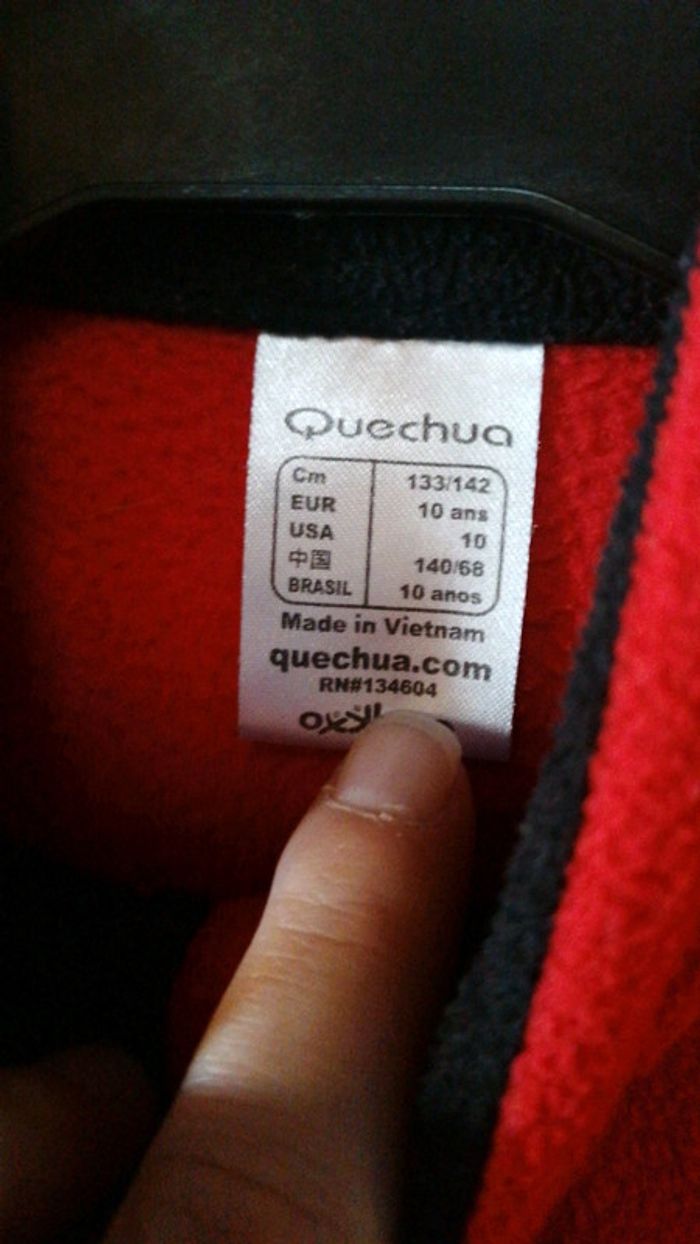 Quechua
Cm 133/142
EUR 10 ans
USA 10
中国 140/68
BRASIL 10 anos
Made in Vietnam
quechua.com
RN#134604